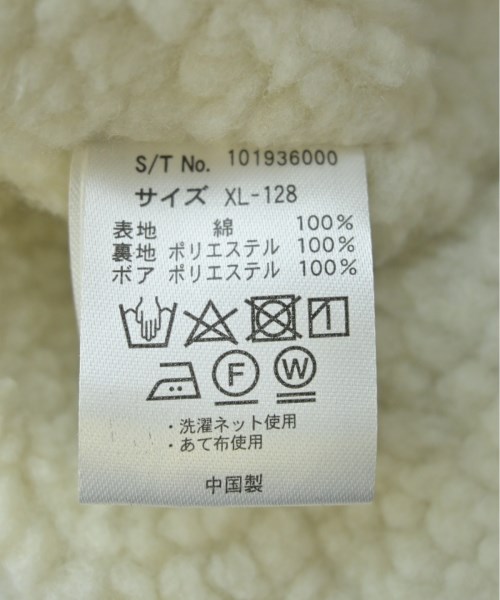 S/T No. 101936000
サイズ XL-128
表地 綿 100%
裏地 ポリエステル 100%
ボア ポリエステル 100%
F W
・洗濯ネット使用
・あて布使用
中国製